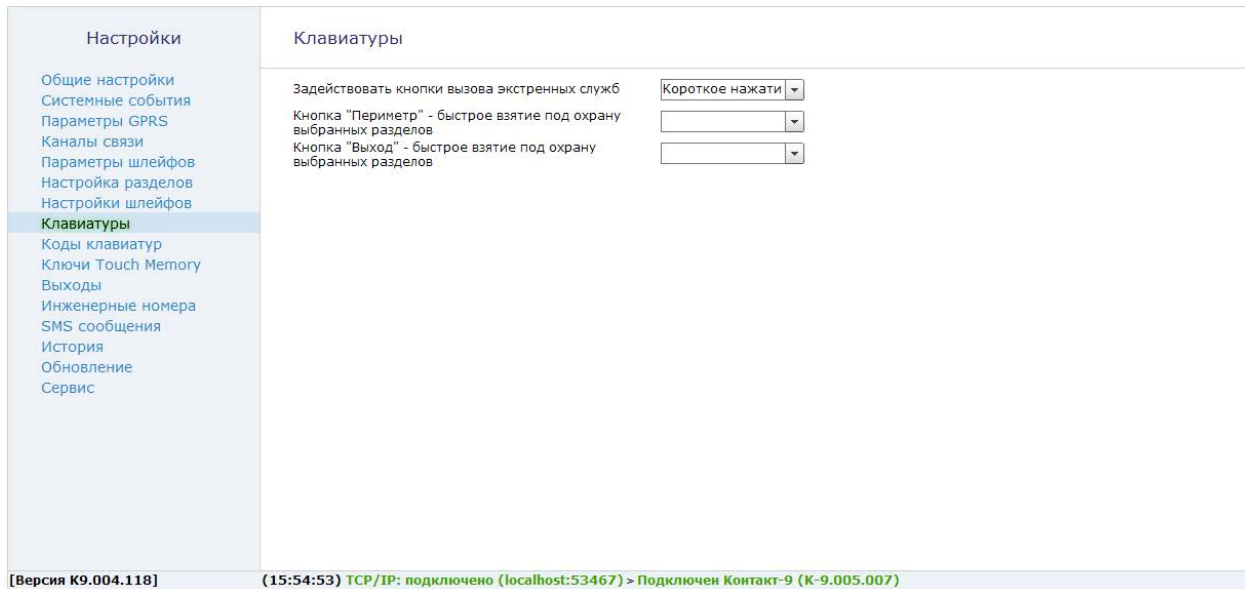 Настройки
Общие настройки
Системные события
Параметры GPRS
Каналы связи
Параметры шлейфов
Настройка разделов
Настройки шлейфов
Клавиатуры
Коды клавиатур
Ключи Touch Memory
Выходы
Инженерные номера
SMS сообщения
История
Обновление
Сервис
Клавиатуры
Задействовать кнопки вызова экстренных служб Короткое нажати
Кнопка "Периметр" - быстрое взятие под охрану
выбранных разделов
Кнопка "Выход" - быстрое взятие под охрану
выбранных разделов
[Версия К9.004.118] (15:54:53) TCP/IP: подключено (localhost:53467) > Подключен Контакт-9 (К-9.005.007)